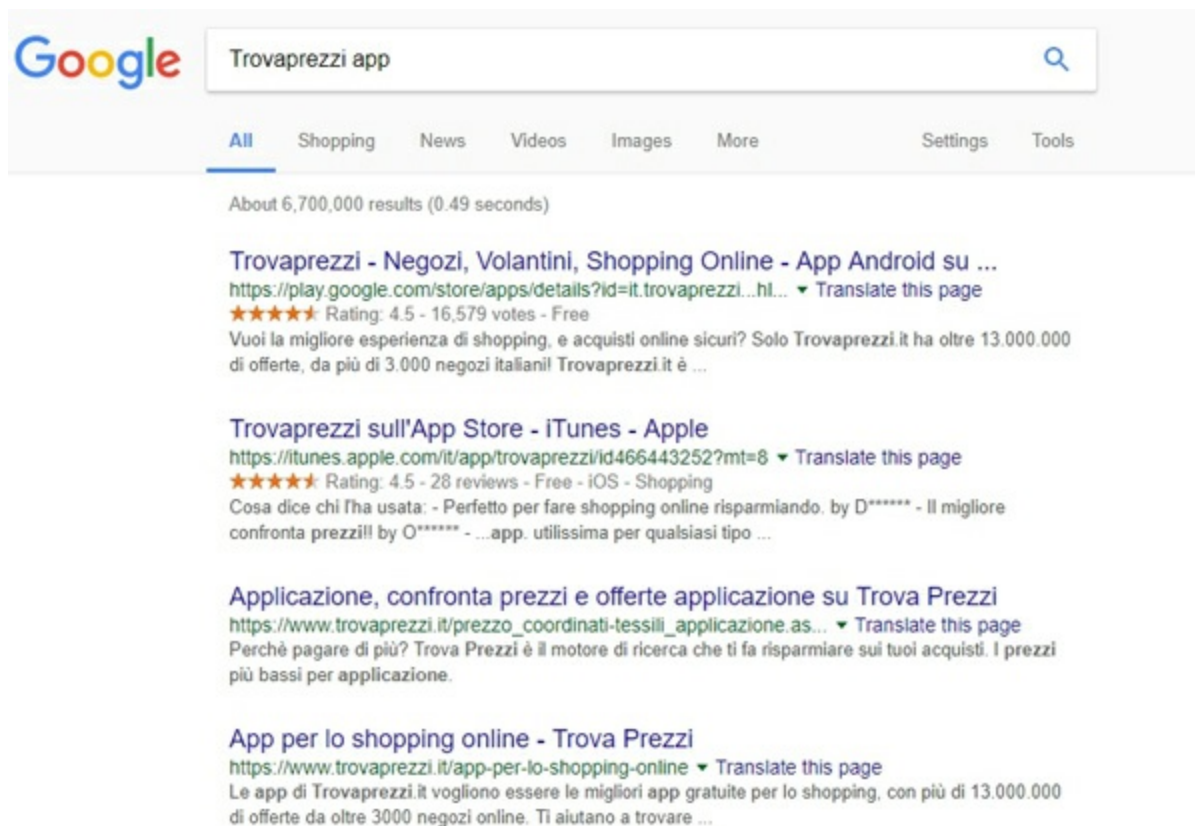 Google
Trovaprezzi app
All Shopping News Videos Images More Settings Tools
About 6,700,000 results (0.49 seconds)
Trovaprezzi - Negozi, Volantini, Shopping Online - App Android su ...
https://play.google.com/store/apps/details?id=it.trovaprezzi...hl... ▼ Translate this page
Rating: 4.5 - 16,579 votes - Free
Vuoi la migliore esperienza di shopping, e acquisti online sicuri? Solo Trovaprezzi.it ha oltre 13.000.000
di offerte, da più di 3.000 negozi italiani! Trovaprezzi.it è ...
Trovaprezzi sull'App Store - iTunes - Apple
https://itunes.apple.com/it/app/trovaprezzi/id466443252?mt=8 ▼ Translate this page
Rating: 4.5 - 28 reviews - Free - iOS - Shopping
Cosa dice chi l'ha usata: - Perfetto per fare shopping online risparmiando. by D****** - Il migliore
confronta prezzi!! by O****** - ...app. utilissima per qualsiasi tipo ...
Applicazione, confronta prezzi e offerte applicazione su Trova Prezzi
https://www.trovaprezzi.it/prezzo_coordinati-tessili_applicazione.as... ▼ Translate this page
Perchè pagare di più? Trova Prezzi è il motore di ricerca che ti fa risparmiare sui tuoi acquisti. I prezzi
più bassi per applicazione.
App per lo shopping online - Trova Prezzi
https://www.trovaprezzi.it/app-per-lo-shopping-online ▼ Translate this page
Le app di Trovaprezzi.it vogliono essere le migliori app gratuite per lo shopping, con più di 13.000.000
di offerte da oltre 3000 negozi online. Ti aiutano a trovare ...